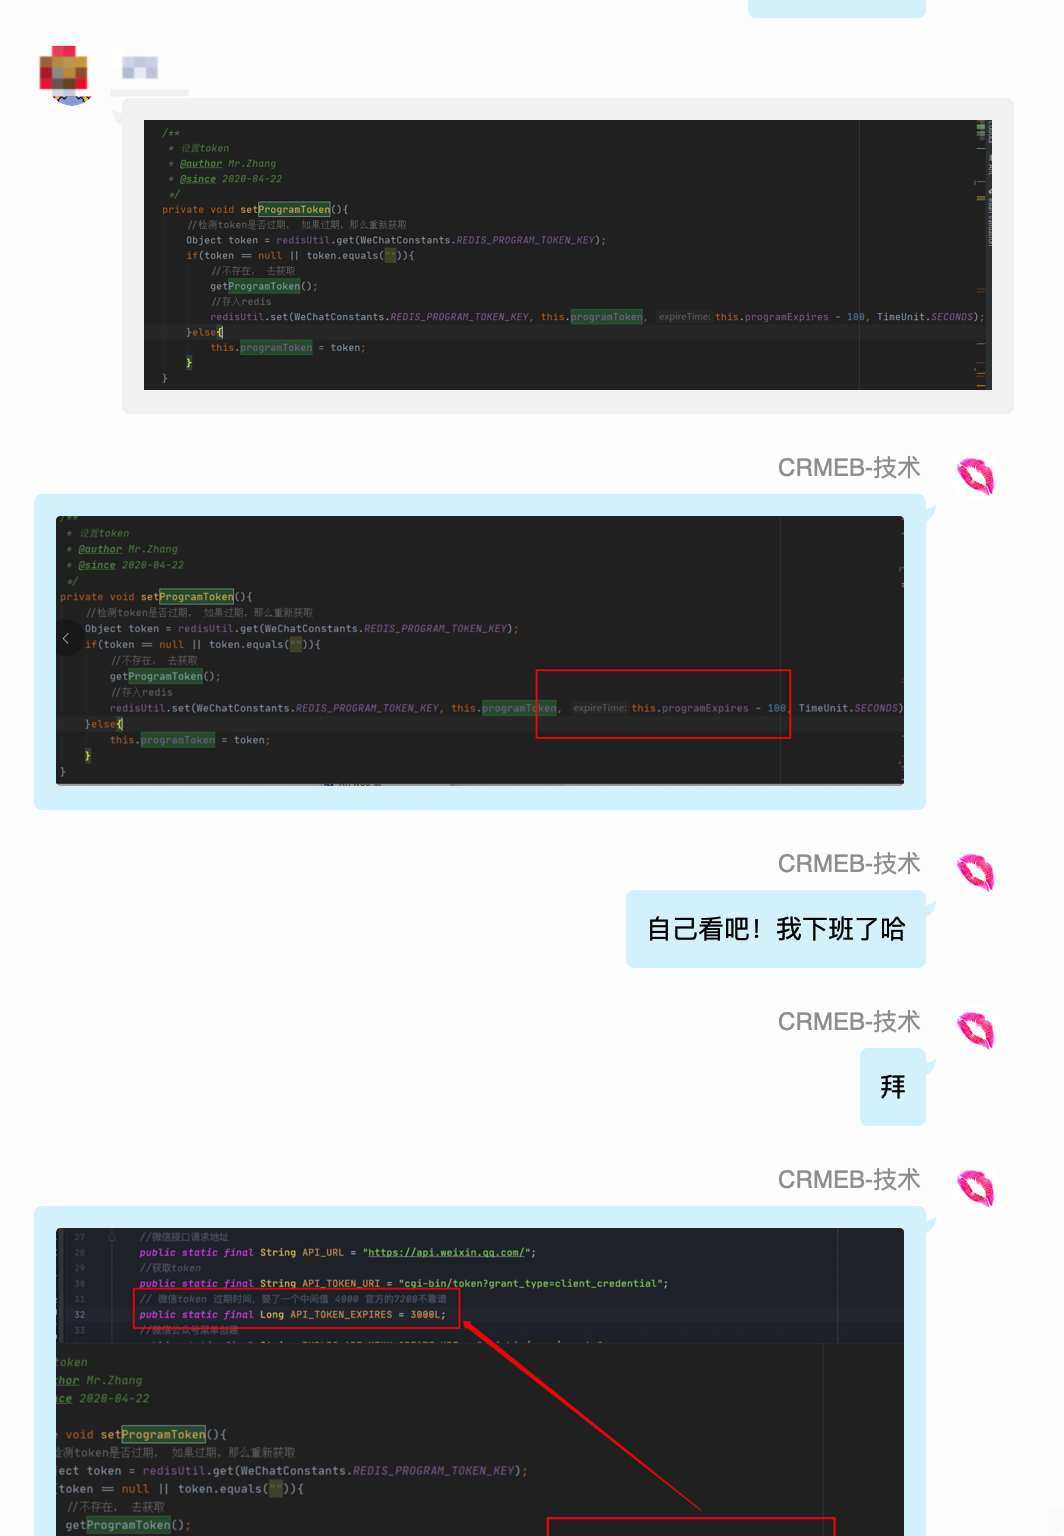 /**
* 设置token
* @author Mr.Zhang
* @since 2020-04-22
*/
private void setProgramToken(){
//检测token是否过期， 如果过期，那么重新获取
Object token = redisUtil.get(WeChatConstants.REDIS_PROGRAM_TOKEN_KEY);
if(token == null || token.equals("")){
//不存在， 去获取
getProgramToken();
//存入redis
redisUtil.set(WeChatConstants.REDIS_PROGRAM_TOKEN_KEY, this.programToken, expireTime: this.programExpires - 100, TimeUnit.SECONDS);
}else{
this.programToken = token;
}
}
CRMEB-技术
/**
* 设置token
* @author Mr.Zhang
* @since 2020-04-22
*/
private void setProgramToken(){
//检测token是否过期， 如果过期，那么重新获取
Object token = redisUtil.get(WeChatConstants.REDIS_PROGRAM_TOKEN_KEY);
if(token == null || token.equals("")){
//不存在， 去获取
getProgramToken();
//存入redis
redisUtil.set(WeChatConstants.REDIS_PROGRAM_TOKEN_KEY, this.programToken, expireTime: this.programExpires - 100, TimeUnit.SECONDS)
}else{
this.programToken = token;
}
}
CRMEB-技术
自己看吧！我下班了哈
CRMEB-技术
拜
CRMEB-技术
27 //微信接口请求地址
28 public static final String API_URL = "https://api.weixin.qq.com/";
29 //获取token
30 public static final String API_TOKEN_URI = "cgi-bin/token?grant_type=client_credential";
31 // 微信token 过期时间，娶了一个中间值 4000 官方的7200不靠谱
32 public static final Long API_TOKEN_EXPIRES = 3000L;
33 //微信公众号菜单创建
token
thor Mr.Zhang
nce 2020-04-22
void setProgramToken(){
检测token是否过期， 如果过期，那么重新获取
ject token = redisUtil.get(WeChatConstants.REDIS_PROGRAM_TOKEN_KEY);
(token == null || token.equals("")){
//不存在， 去获取
getProgramToken();